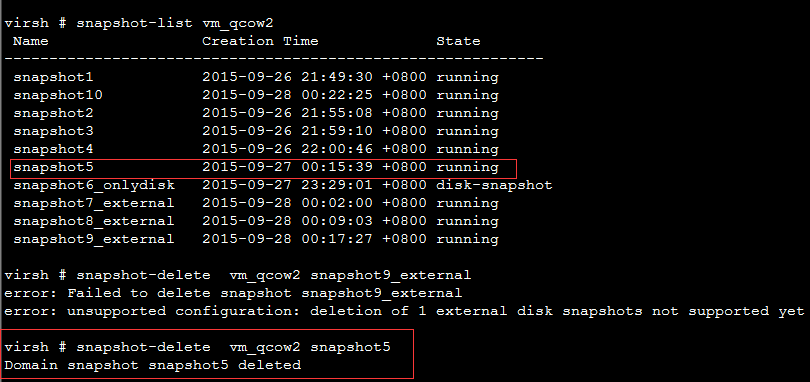 virsh # snapshot-list vm_qcow2
 Name                 Creation Time             State
------------------------------------------------------------
 snapshot1            2015-09-26 21:49:30 +0800 running
 snapshot10           2015-09-28 00:22:25 +0800 running
 snapshot2            2015-09-26 21:55:08 +0800 running
 snapshot3            2015-09-26 21:59:10 +0800 running
 snapshot4            2015-09-26 22:00:46 +0800 running
 snapshot5            2015-09-27 00:15:39 +0800 running
 snapshot6_onlydisk   2015-09-27 23:29:01 +0800 disk-snapshot
 snapshot7_external   2015-09-28 00:02:00 +0800 running
 snapshot8_external   2015-09-28 00:09:03 +0800 running
 snapshot9_external   2015-09-28 00:17:27 +0800 running
virsh # snapshot-delete  vm_qcow2 snapshot9_external
error: Failed to delete snapshot snapshot9_external
error: unsupported configuration: deletion of 1 external disk snapshots not supported yet
virsh # snapshot-delete  vm_qcow2 snapshot5
Domain snapshot snapshot5 deleted